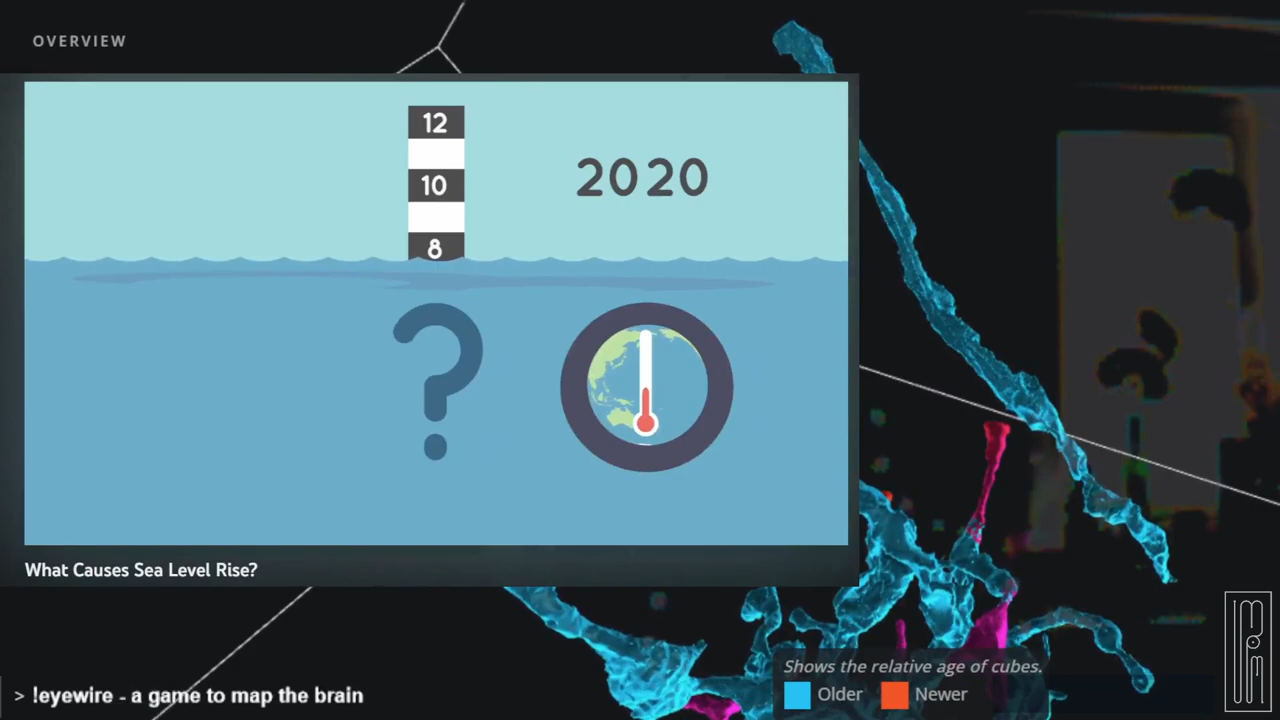 OVERVIEW
12
10
8
2020
?
What Causes Sea Level Rise?
> !eyewire - a game to map the brain
Shows the relative age of cubes.
Older Newer